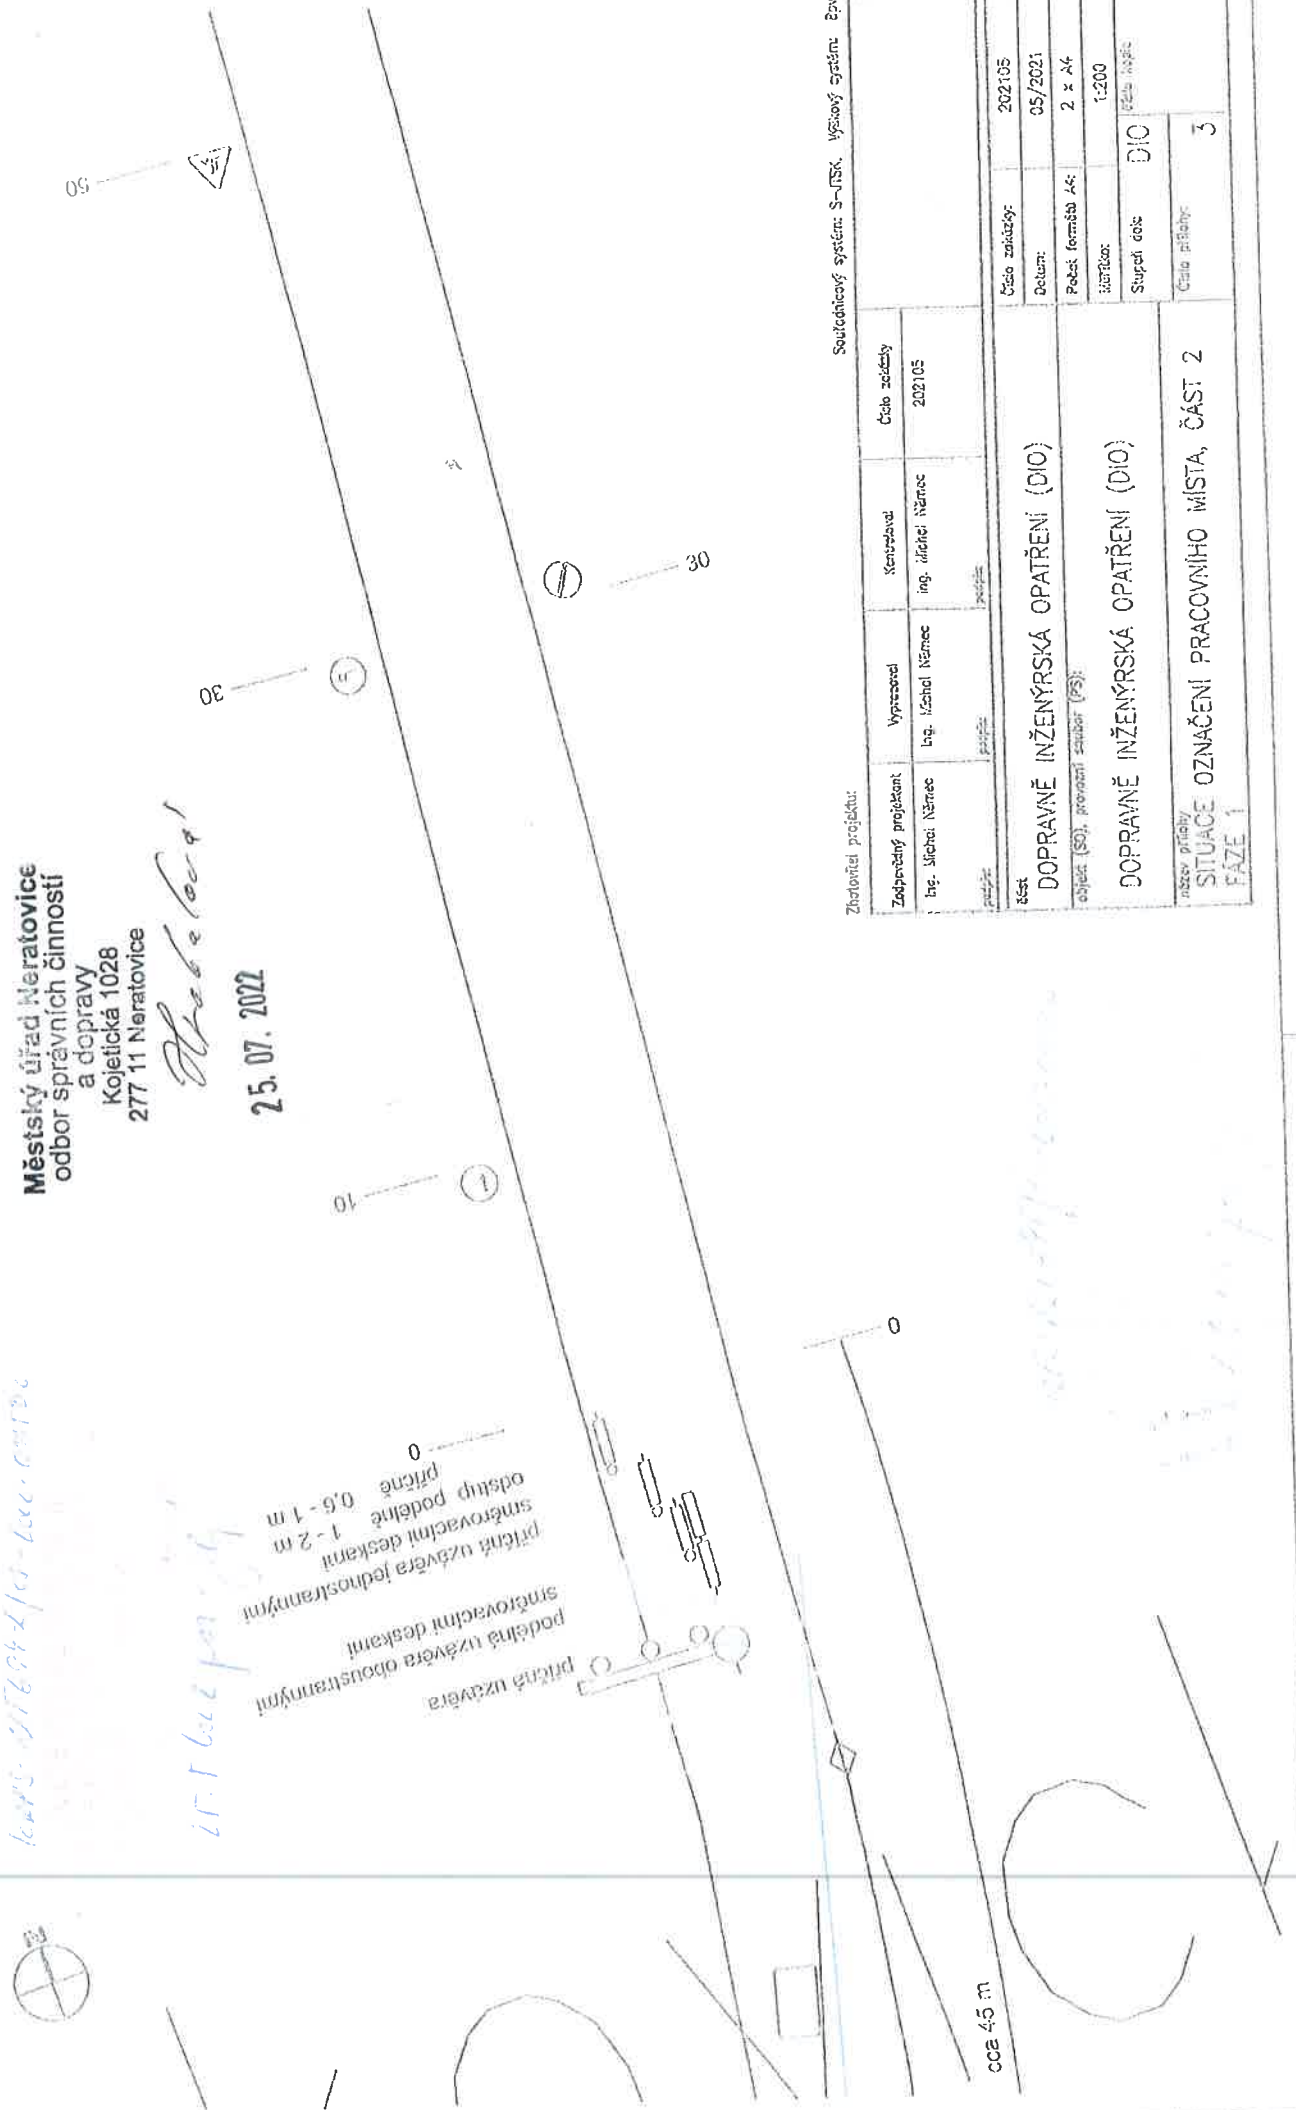 Městský úřad Neratovice
odbor správních činností
a dopravy
Kojetická 1028
277 11 Neratovice
25. 07. 2022
50
30
10
0
příčná uzávěra jednostrannými
směrovacími deskami
odstup podélně 1 - 2 m
příčně 0,6 - 1 m
podélná uzávěra oboustrannými
směrovacími deskami
příčná uzávěra
30
0
cca 45 m
Souřadnicový systém: S-JTSK, Výškový systém: Bpv
Zhotovitel projektu:
Zodpovědný projektant Vypracoval Kontroloval Číslo zakázky
Ing. Michal Němec Ing. Michal Němec Ing. Michal Němec 202105
podpis podpis podpis
část
DOPRAVNĚ INŽENÝRSKÁ OPATŘENÍ (DIO)
objekt (SO), provozní soubor (PS):
DOPRAVNĚ INŽENÝRSKÁ OPATŘENÍ (DIO)
název přílohy
SITUACE OZNAČENÍ PRACOVNÍHO MÍSTA, ČÁST 2
FÁZE 1
Číslo zakázky: 202105
Datum: 05/2021
Počet formátů A4: 2 x A4
Měřítko: 1:200
Stupeň dok: DIO
číslo kopie
Číslo přílohy: 3